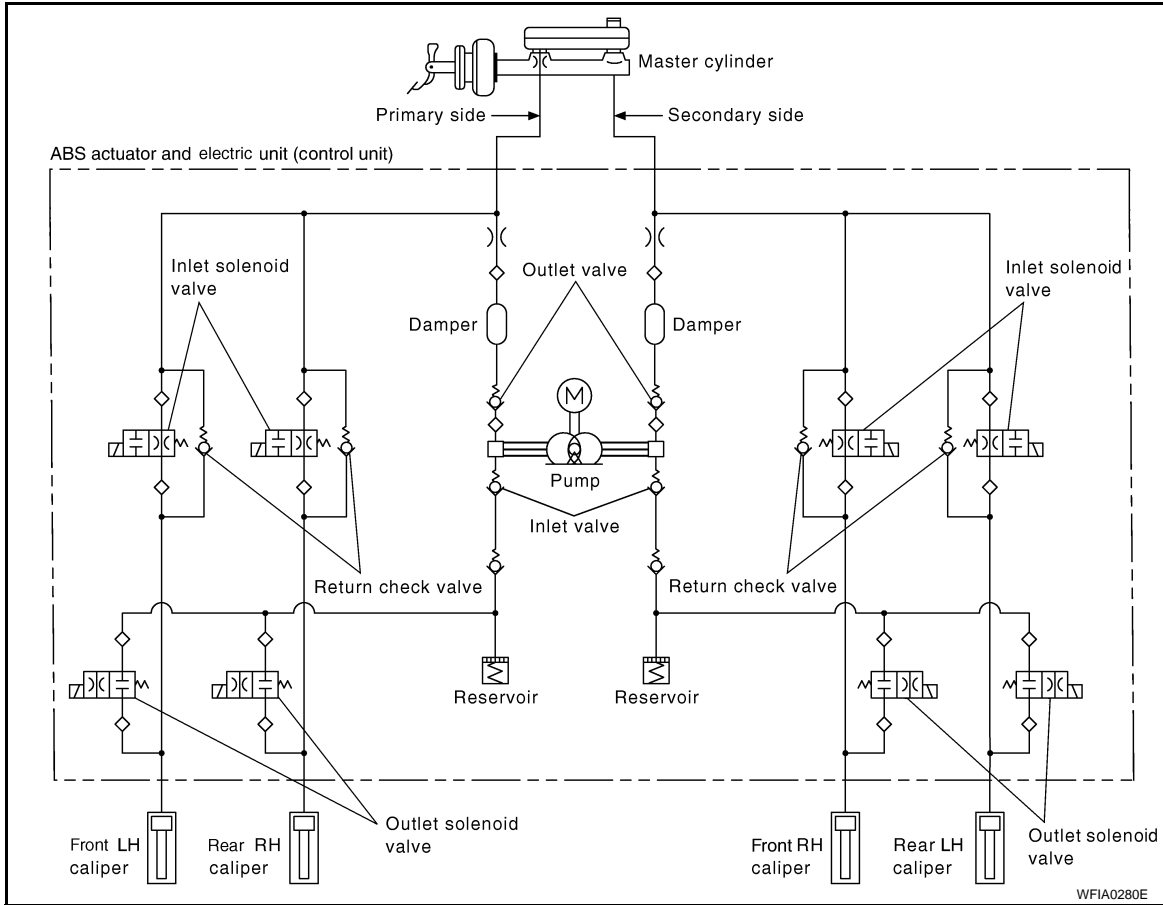 Master cylinder
Primary side
Secondary side
ABS actuator and electric unit (control unit)
Inlet solenoid
valve
Outlet valve
Inlet solenoid
valve
Damper
Damper
M
Pump
Inlet valve
Return check valve
Return check valve
Reservoir
Reservoir
Front LH
caliper
Rear RH
caliper
Outlet solenoid
valve
Front RH
caliper
Rear LH
caliper
Outlet solenoid
valve
WFIA0280E